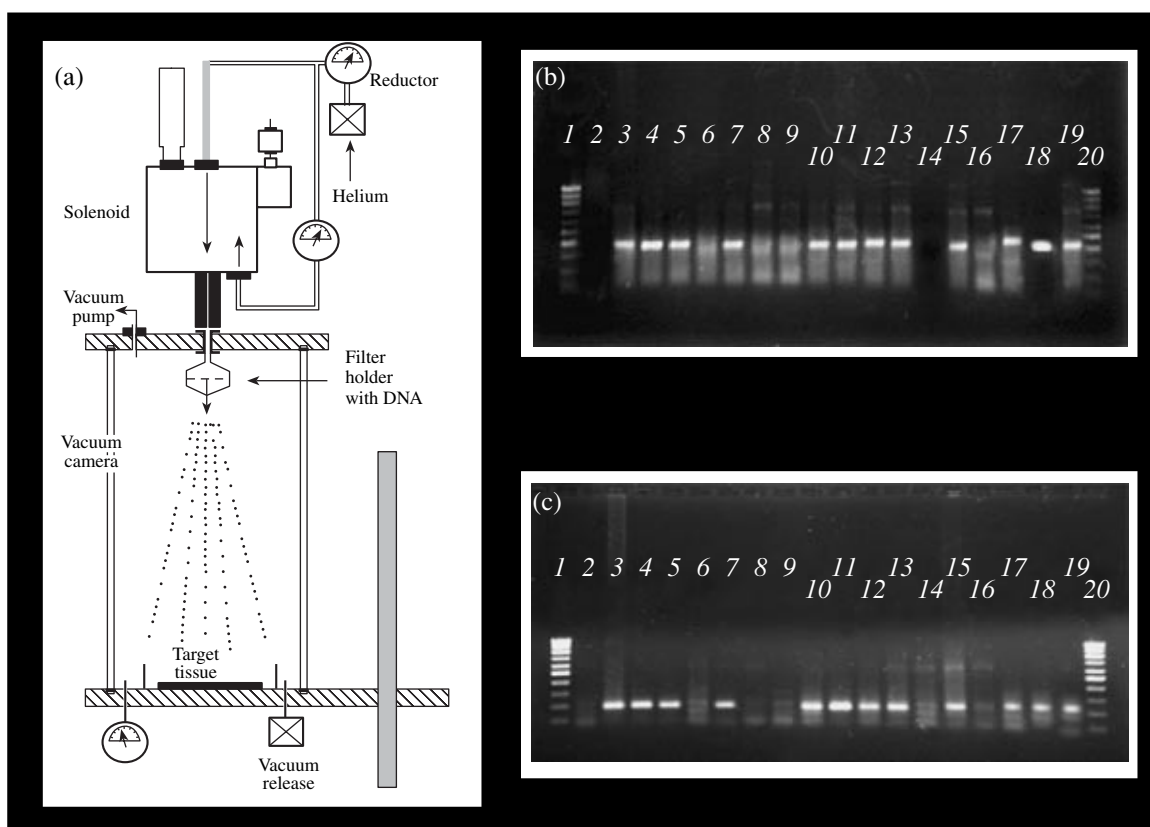 (a)
Reductor
Helium
Solenoid
Vacuum
pump
Filter
holder
with DNA
Vacuum
camera
Target
tissue
Vacuum
release
(b)
1 2 3 4 5 6 7 8 9 11 13 15 17 19
10 12 14 16 18 20
(c)
1 2 3 4 5 6 7 8 9 11 13 15 17 19
10 12 14 16 18 20